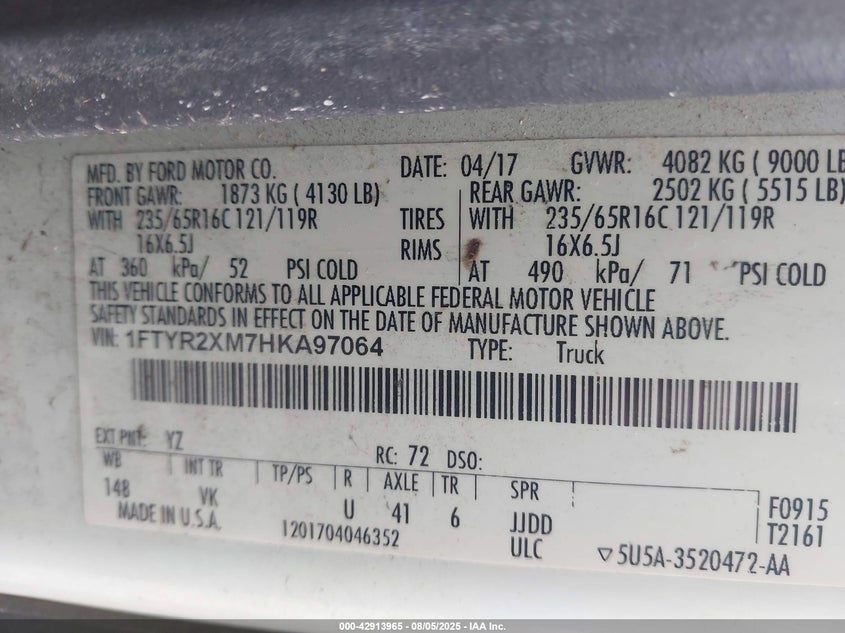 MFD. BY FORD MOTOR CO. DATE: 04/17 GVWR: 4082 KG ( 9000 LB
FRONT GAWR: 1873 KG ( 4130 LB) REAR GAWR: 2502 KG ( 5515 LB)
WITH 235/65R16C 121/119R TIRES WITH 235/65R16C 121/119R
16X6.5J RIMS 16X6.5J
AT 360 kPa/ 52 PSI COLD AT 490 kPa/ 71 PSI COLD
THIS VEHICLE CONFORMS TO ALL APPLICABLE FEDERAL MOTOR VEHICLE
SAFETY STANDARDS IN EFFECT ON THE DATE OF MANUFACTURE SHOWN ABOVE.
VIN: 1FTYR2XM7HKA97064 TYPE: Truck
EXT PNT: YZ RC: 72 DSO:
WB INT TR TP/PS R AXLE TR SPR
148 VK U 41 6 JJDD F0915
MADE IN U.S.A. 1201704046352 ULC T2161
▽5U5A-3520472-AA
000-42913965 - 08/05/2025 - IAA Inc.